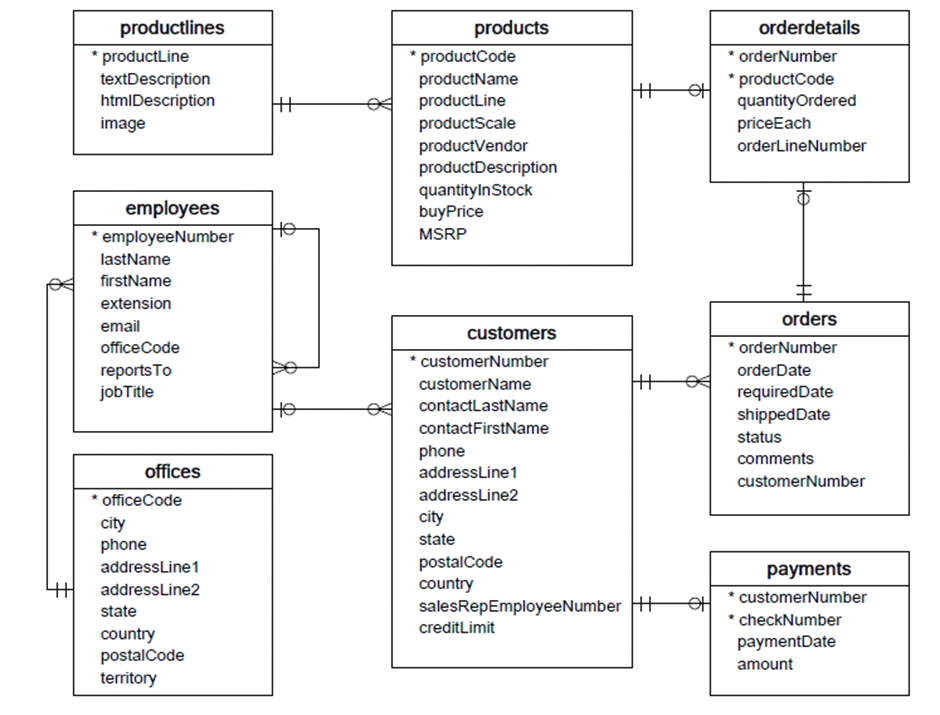 productlines
* productLine
textDescription
htmlDescription
image
products
* productCode
productName
productLine
productScale
productVendor
productDescription
quantityInStock
buyPrice
MSRP
orderdetails
* orderNumber
* productCode
quantityOrdered
priceEach
orderLineNumber
employees
* employeeNumber
lastName
firstName
extension
email
officeCode
reportsTo
jobTitle
customers
* customerNumber
customerName
contactLastName
contactFirstName
phone
addressLine1
addressLine2
city
state
postalCode
country
salesRepEmployeeNumber
creditLimit
orders
* orderNumber
orderDate
requiredDate
shippedDate
status
comments
customerNumber
offices
* officeCode
city
phone
addressLine1
addressLine2
state
country
postalCode
territory
payments
* customerNumber
* checkNumber
paymentDate
amount